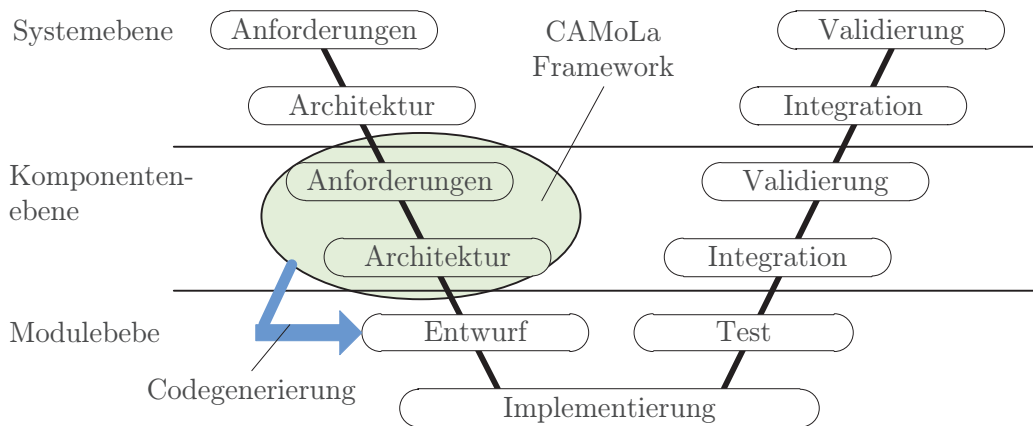 Systemebene
Anforderungen
CAMoLa
Framework
Validierung
Architektur
Integration
Komponenten-
ebene
Anforderungen
Validierung
Architektur
Integration
Modulebebe
Entwurf
Test
Codegenerierung
Implementierung